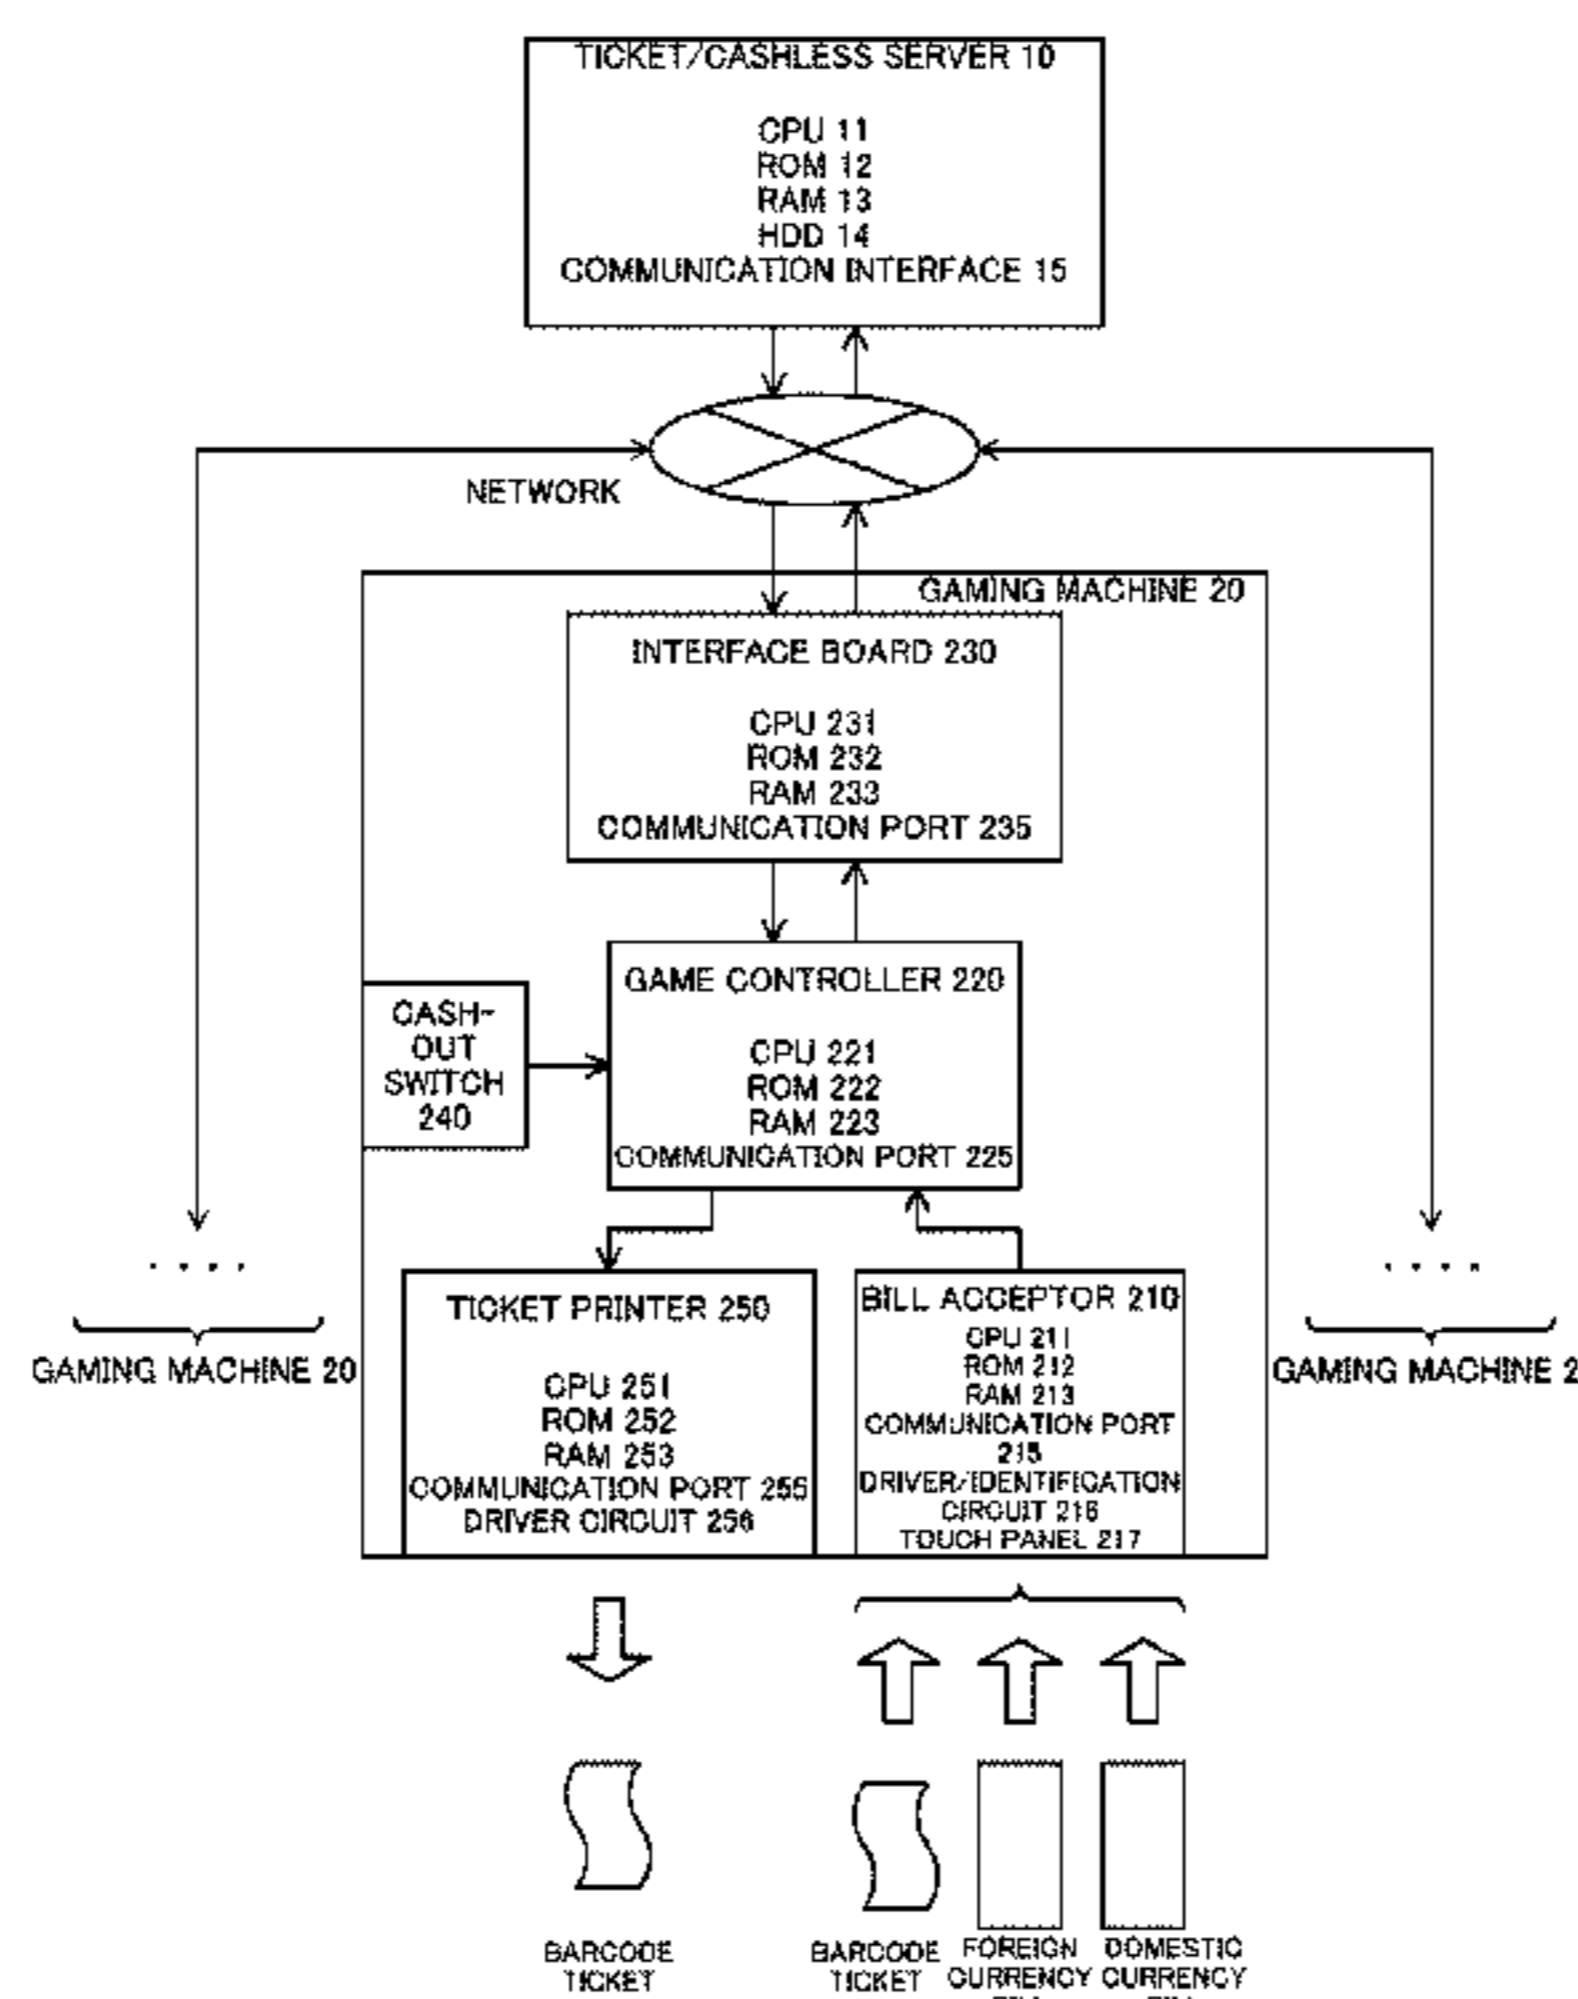 TICKET/CASHLESS SERVER 10
CPU 11
ROM 12
RAM 13
HDD 14
COMMUNICATION INTERFACE 15
NETWORK
GAMING MACHINE 20
INTERFACE BOARD 230
CPU 231
ROM 232
RAM 233
COMMUNICATION PORT 235
GAME CONTROLLER 220
CPU 221
ROM 222
RAM 223
COMMUNICATION PORT 225
CASH-
OUT
SWITCH
240
TICKET PRINTER 250
CPU 251
ROM 252
RAM 253
COMMUNICATION PORT 255
DRIVER CIRCUIT 256
BILL ACCEPTOR 210
CPU 211
ROM 212
RAM 213
COMMUNICATION PORT
215
DRIVER/IDENTIFICATION
CIRCUIT 216
TOUCH PANEL 217
. . . .
GAMING MACHINE 20
. . . .
GAMING MACHINE 2
BARCODE
TICKET
BARCODE
TICKET
FOREIGN
CURRENCY
DOMESTIC
CURRENCY